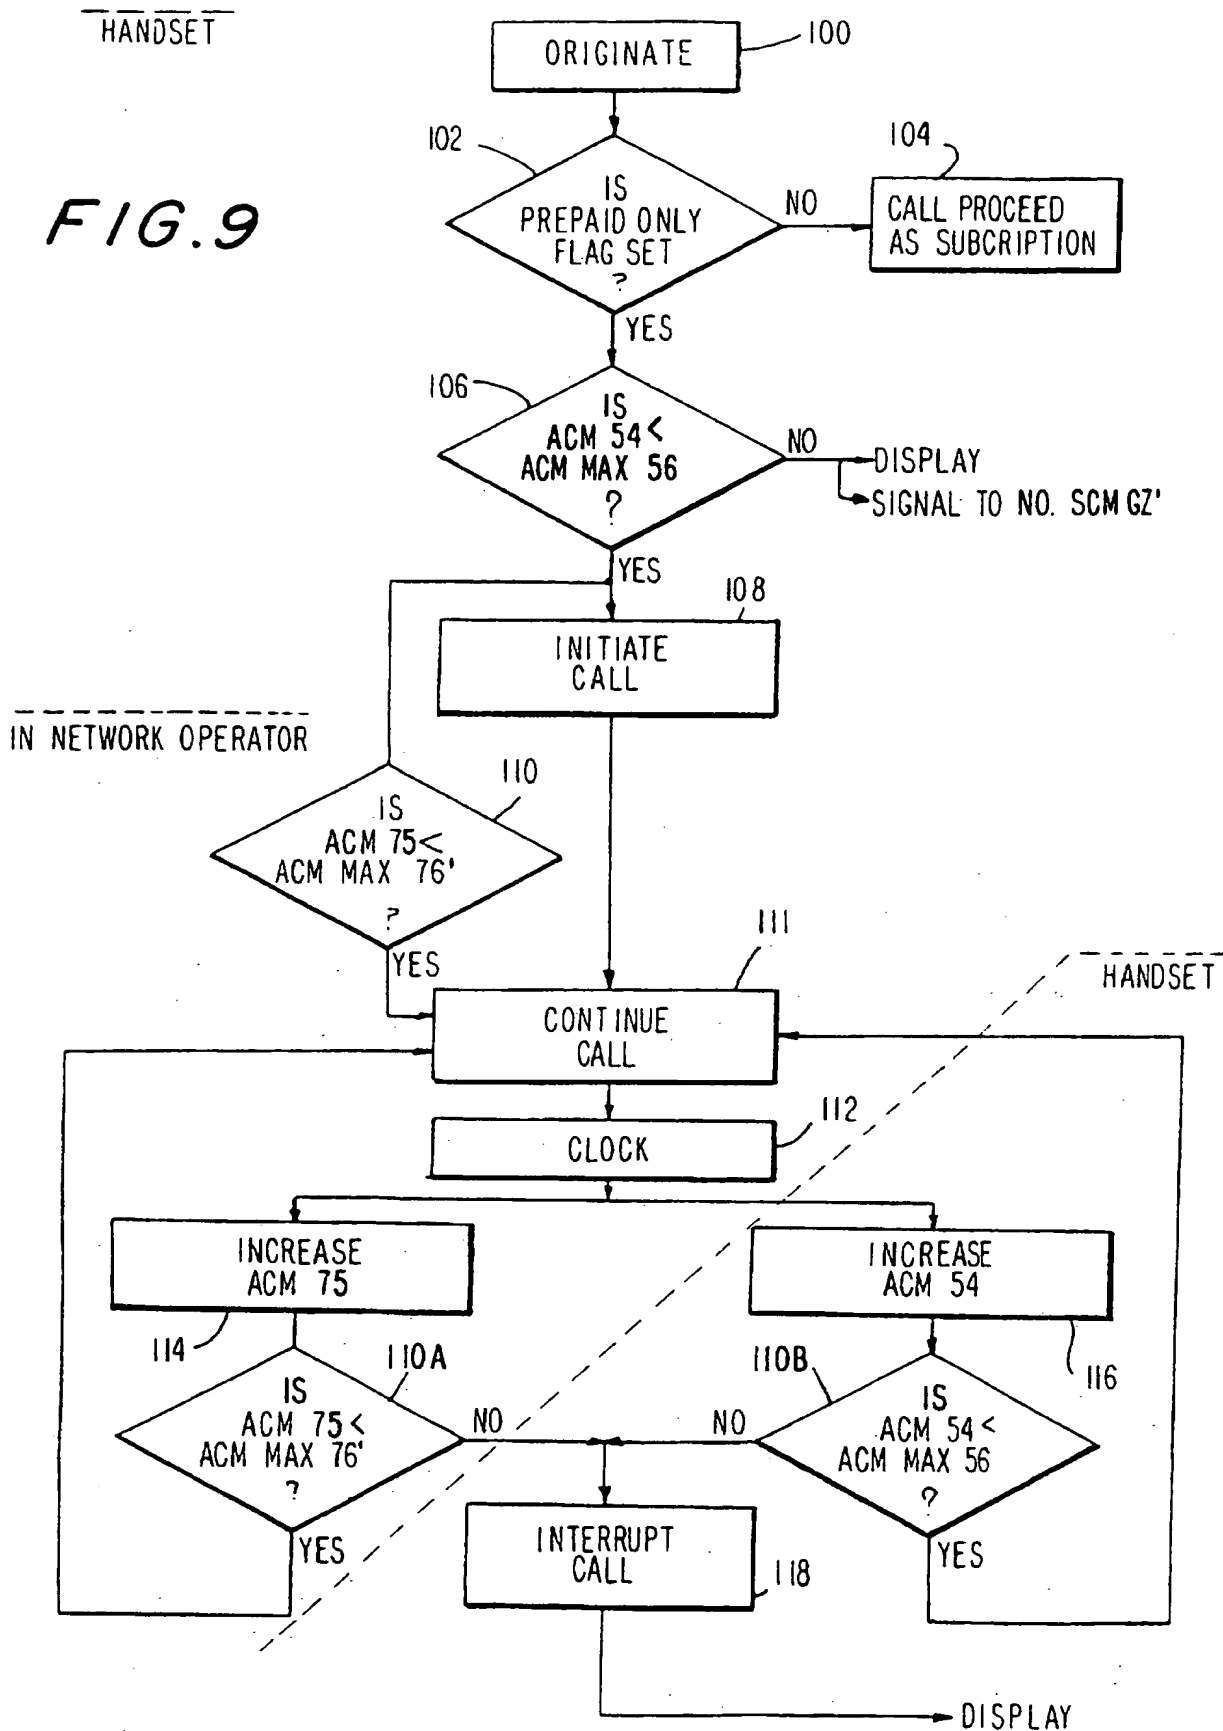 HANDSET
ORIGINATE
100
FIG.9
102
IS
PREPAID ONLY
FLAG SET
?
NO
104
CALL PROCEED
AS SUBCRIPTION
YES
106
IS
ACM 54 <
ACM MAX 56
?
NO
DISPLAY
SIGNAL TO NO. SCM GZ'
YES
108
INITIATE
CALL
IN NETWORK OPERATOR
110
IS
ACM 75 <
ACM MAX 76'
?
YES
111
HANDSET
CONTINUE
CALL
112
CLOCK
INCREASE
ACM 75
INCREASE
ACM 54
114
110A
110B
116
IS
ACM 75 <
ACM MAX 76'
?
NO
NO
IS
ACM 54 <
ACM MAX 56
?
YES
INTERRUPT
CALL
118
YES
DISPLAY